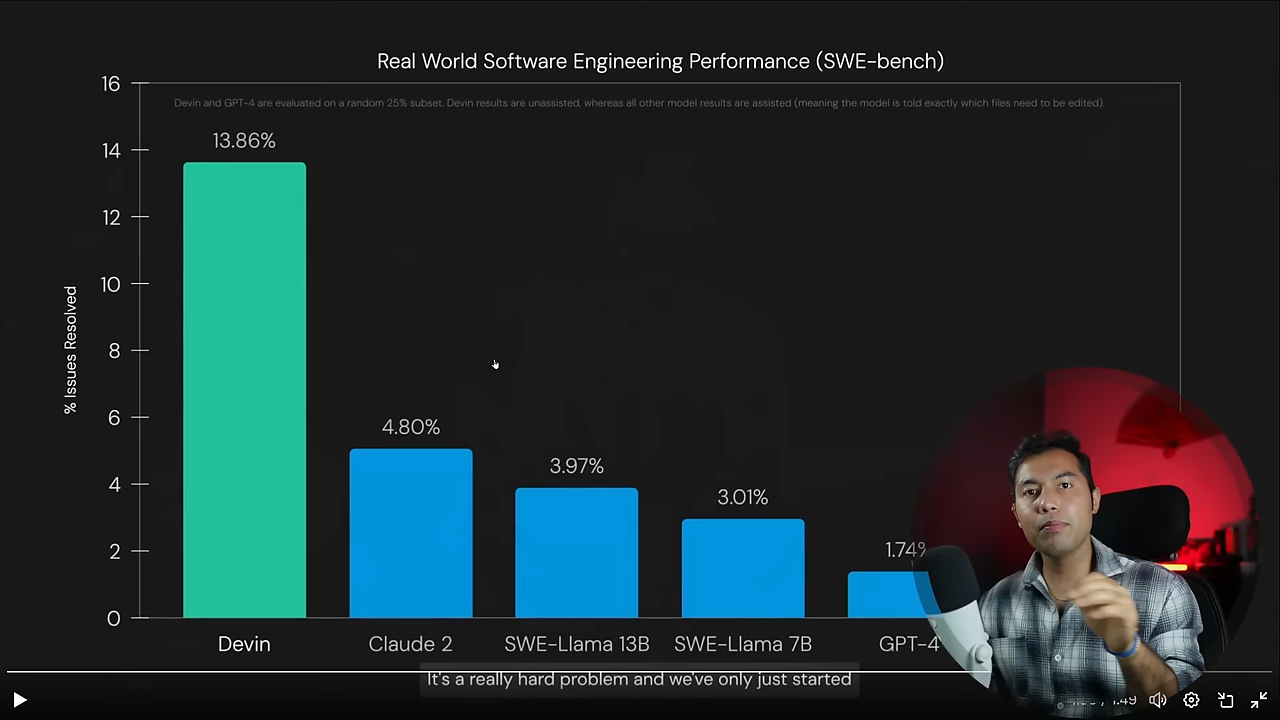 Real World Software Engineering Performance (SWE-bench)
Devin and GPT-4 are evaluated on a random 25% subset. Devin results are unassisted, whereas all other model results are assisted (meaning the model is told exactly which files need to be edited).
16
14
12
10
8
6
4
2
0
% Issues Resolved
13.86%
4.80%
3.97%
3.01%
1.74%
Devin
Claude 2
SWE-Llama 13B
SWE-Llama 7B
GPT-4
It's a really hard problem and we've only just started